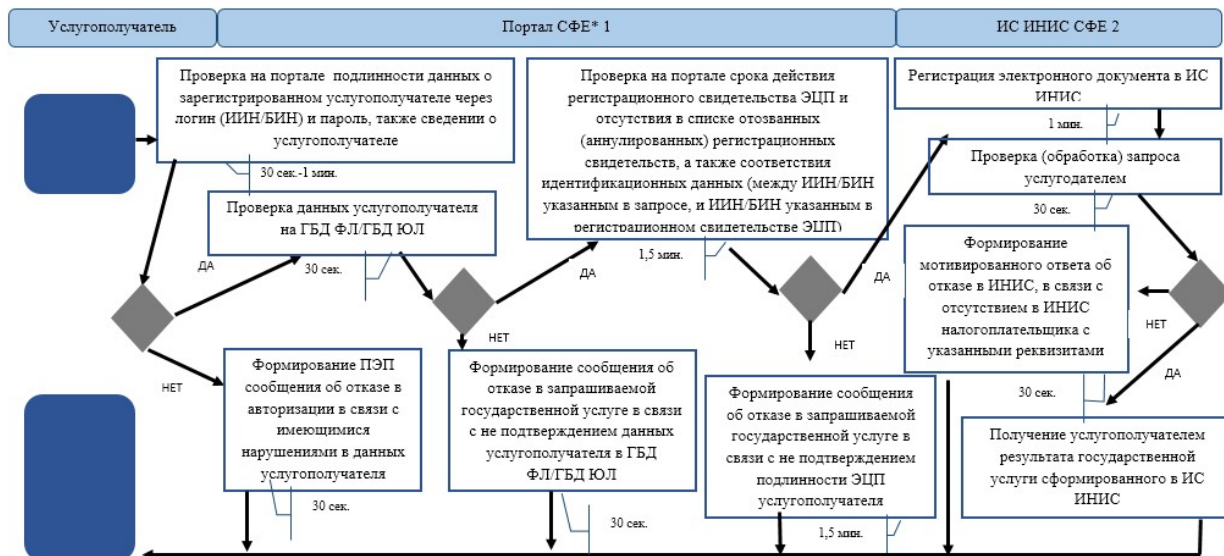 Услугополучатель
Портал СФЕ* 1
ИС ИНИС СФЕ 2
Проверка на портале подлинности данных о
зарегистрированном услугополучателе через
логин (ИИН/БИН) и пароль, также сведении о
услугополучателе
30 сек.-1 мин.
Проверка данных услугополучателя
на ГБД ФЛ/ГБД ЮЛ
30 сек.
ДА
НЕТ
Формирование ПЭП
сообщения об отказе в
авторизации в связи с
имеющимися
нарушениями в данных
услугополучателя
30 сек.
Проверка на портале срока действия
регистрационного свидетельства ЭЦП и
отсутствия в списке отозванных
(аннулированных) регистрационных
свидетельств, а также соответствия
идентификационных данных (между ИИН/БИН
указанным в запросе, и ИИН/БИН указанным в
регистрационном свидетельстве ЭЦП)
1,5 мин.
ДА
НЕТ
Формирование сообщения об
отказе в запрашиваемой
государственной услуге в связи
с не подтверждением данных
услугополучателя в ГБД
ФЛ/ГБД ЮЛ
30 сек.
ДА
НЕТ
Формирование сообщения
об отказе в запрашиваемой
государственной услуге в
связи с не подтверждением
подлинности ЭЦП
услугополучателя
1,5 мин.
Регистрация электронного документа в ИС
ИНИС
1 мин.
Проверка (обработка) запроса
услугодателем
30 сек.
Формирование
мотивированного ответа об
отказе в ИНИС, в связи с
отсутствием в ИНИС
налогоплательщика с
указанными реквизитами
НЕТ
30 сек.
ДА
Получение услугополучателем
результата государственной
услуги сформированного в ИС
ИНИС